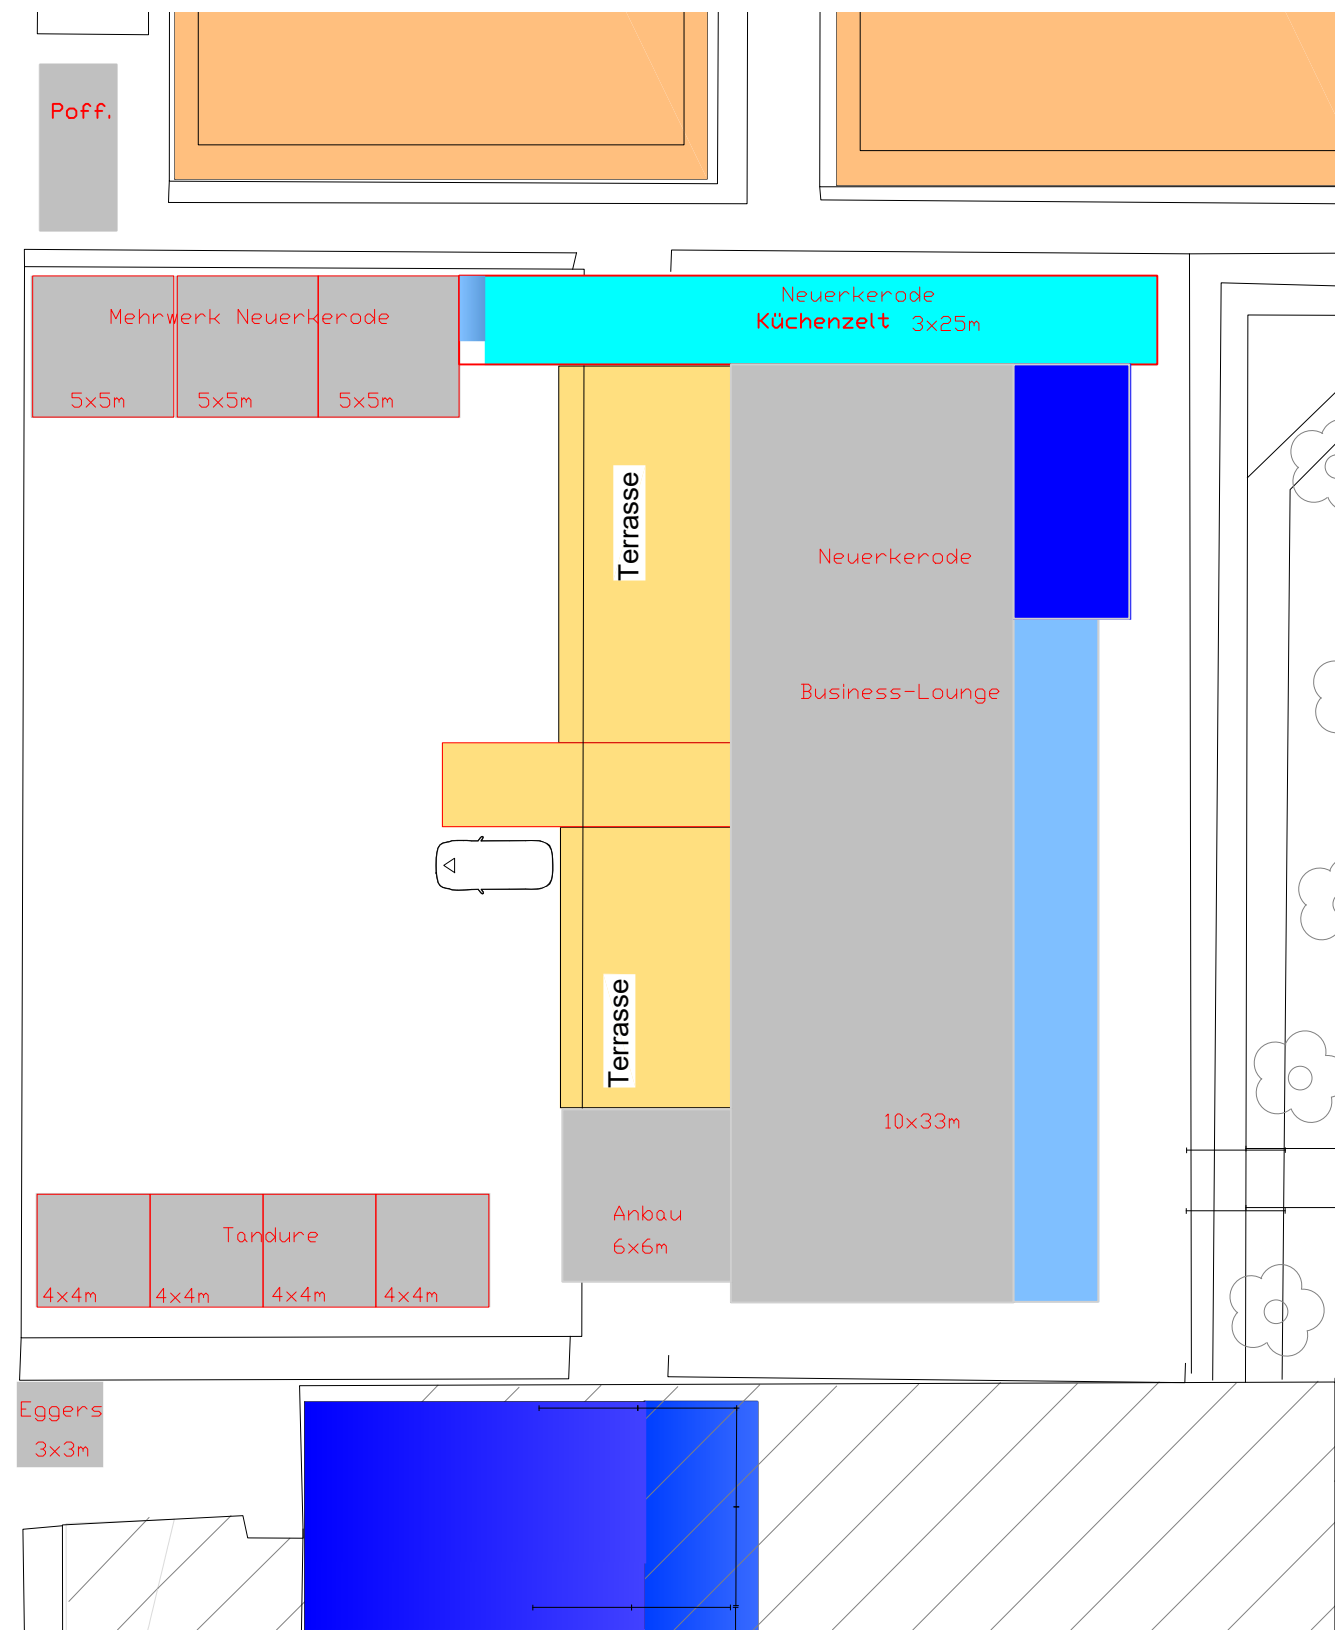 Poff.
Neuerkerode
Mehrwerk Neuerkerode
Küchenzelt 3x25m
5x5m 5x5m 5x5m
Terrasse
Neuerkerode
Business-Lounge
Terrasse
10x33m
Anbau
6x6m
Tandure
4x4m 4x4m 4x4m 4x4m
Eggers
3x3m